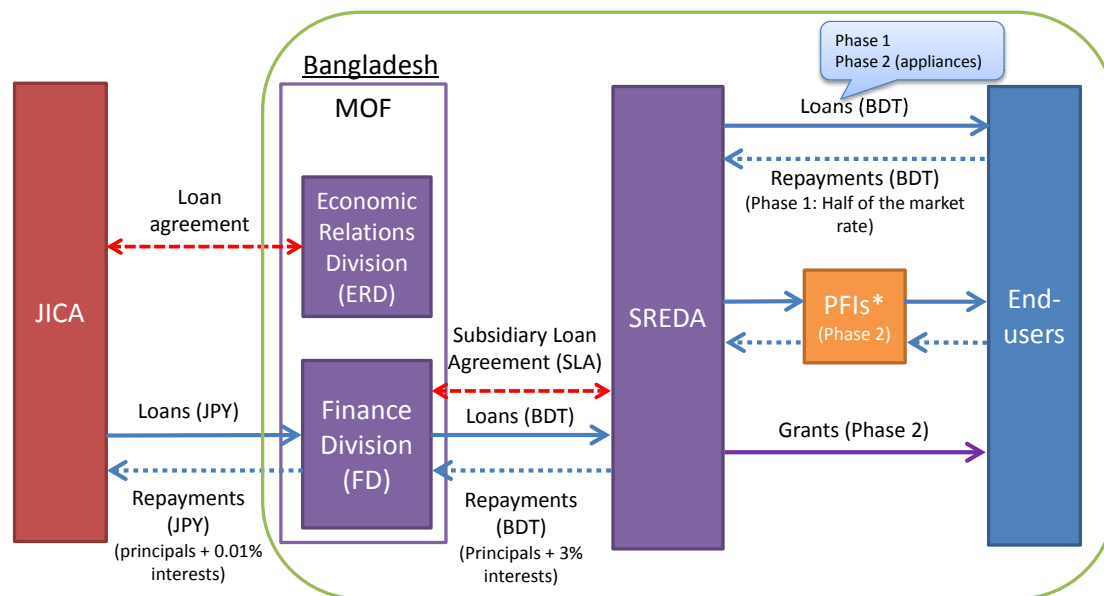 Phase 1
Phase 2 (appliances)
Bangladesh
MOF
Loans (BDT)
Repayments (BDT)
(Phase 1: Half of the market
rate)
Loan
agreement
Economic
Relations
Division
(ERD)
JICA
SREDA
PFIs*
(Phase 2)
End-
users
Subsidiary Loan
Agreement (SLA)
Loans (JPY)
Finance
Division
(FD)
Loans (BDT)
Grants (Phase 2)
Repayments
(JPY)
(principals + 0.01%
interests)
Repayments
(BDT)
(Principals + 3%
interests)